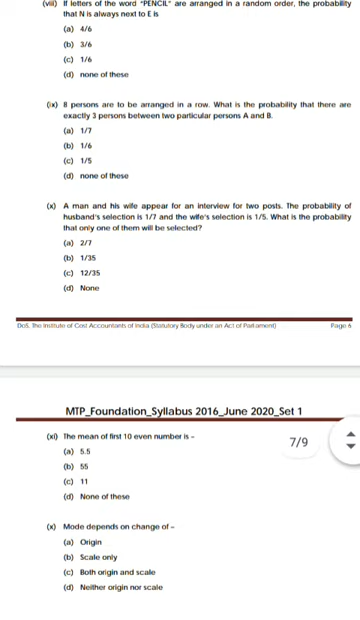 (viii) If letters of the word "PENCIL" are arranged in a random order, the probability
that N is always next to E is
(a) 4/6
(b) 3/6
(c) 1/6
(d) none of these
(ix) 8 persons are to be arranged in a row. What is the probability that there are
exactly 3 persons between two particular persons A and B.
(a) 1/7
(b) 1/6
(c) 1/5
(d) none of these
(x) A man and his wife appear for an interview for two posts. The probability of
husband's selection is 1/7 and the wife's selection is 1/5. What is the probability
that only one of them will be selected?
(a) 2/7
(b) 1/35
(c) 12/35
(d) None
DoS, The Institute of Cost Accountants of India (Statutory Body under an Act of Parliament) Page 6
MTP_Foundation_Syllabus 2016_June 2020_Set 1
(xi) The mean of first 10 even number is -
7/9
(a) 5.5
(b) 55
(c) 11
(d) None of these
(x) Mode depends on change of -
(a) Origin
(b) Scale only
(c) Both origin and scale
(d) Neither origin nor scale